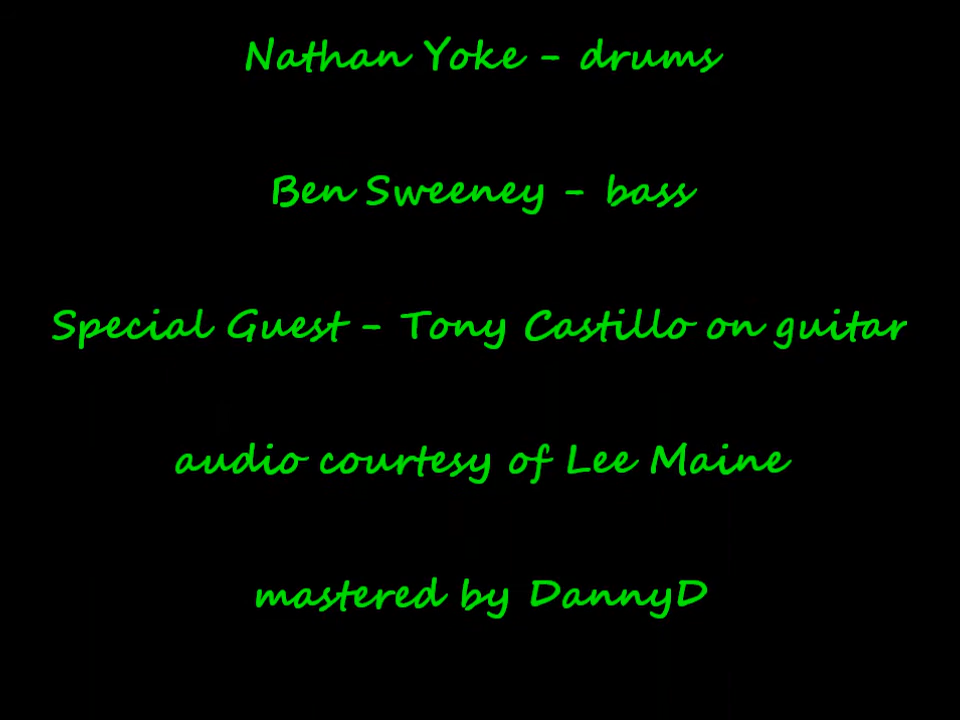 Nathan Yoke - drums
Ben Sweeney - bass
Special Guest - Tony Castillo on guitar
audio courtesy of Lee Maine
mastered by DannyD